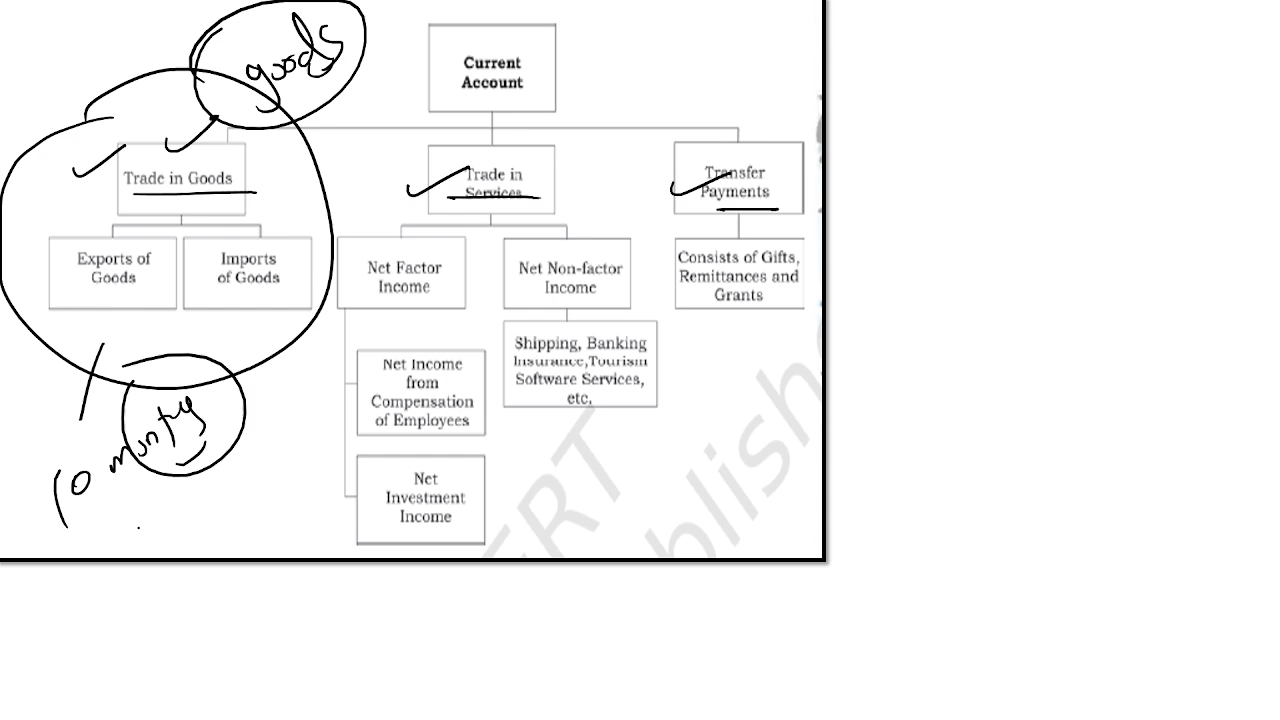 goods
Current
Account
Trade in Goods
Trade in
Services
Transfer
Payments
Exports of
Goods
Imports
of Goods
Net Factor
Income
Net Non-factor
Income
Consists of Gifts,
Remittances and
Grants
Shipping, Banking
Insurance,Tourism
Software Services,
etc.
Net Income
from
Compensation
of Employees
Net
Investment
Income